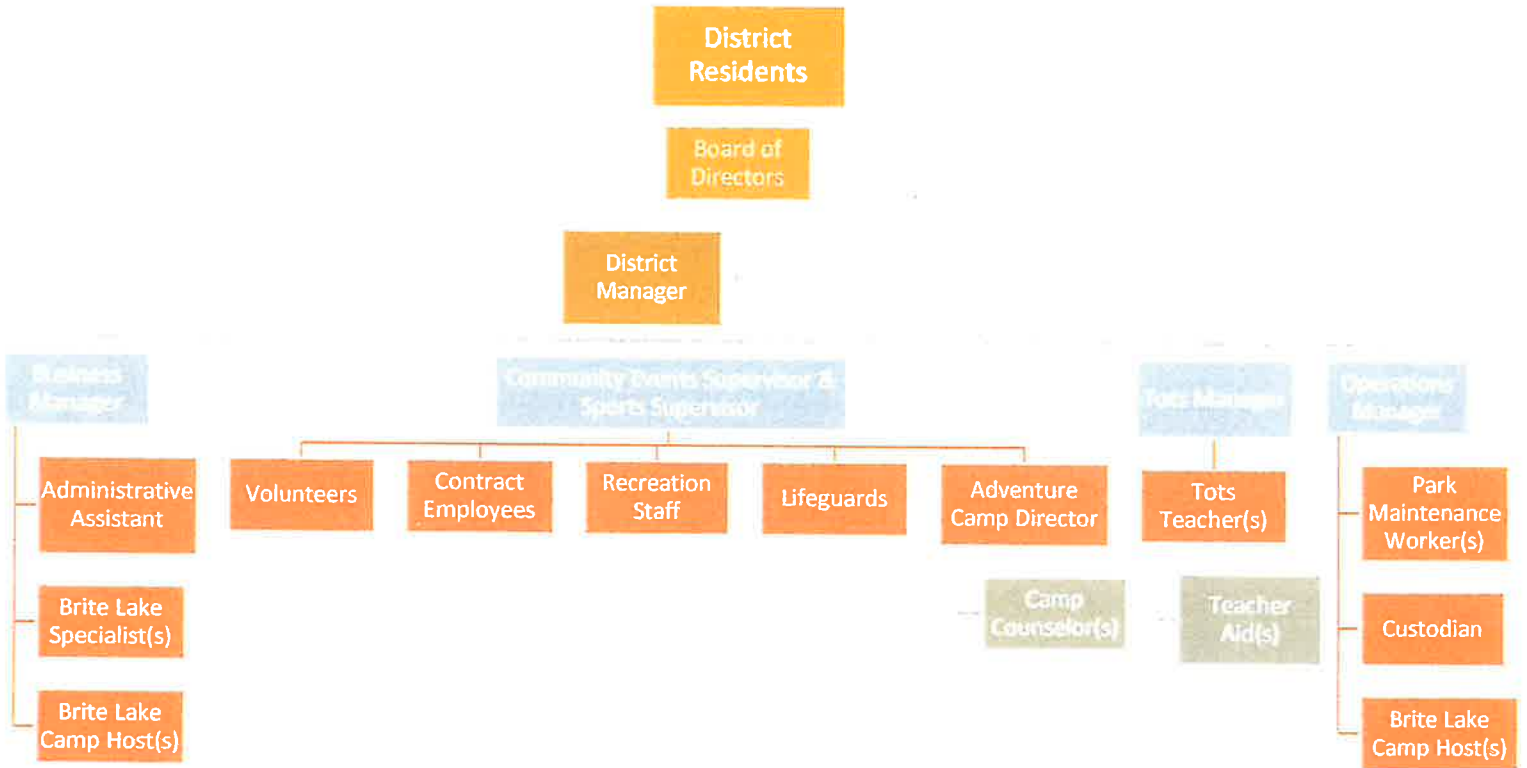 District
Residents
Board of
Directors
District
Manager
Business
Manager
Community Events Supervisor &
Sports Supervisor
Tots Manager
Operations
Manager
Administrative
Assistant
Volunteers
Contract
Employees
Recreation
Staff
Lifeguards
Adventure
Camp Director
Tots
Teacher(s)
Park
Maintenance
Worker(s)
Brite Lake
Specialist(s)
Camp
Counselor(s)
Teacher
Aid(s)
Custodian
Brite Lake
Camp Host(s)
Brite Lake
Camp Host(s)